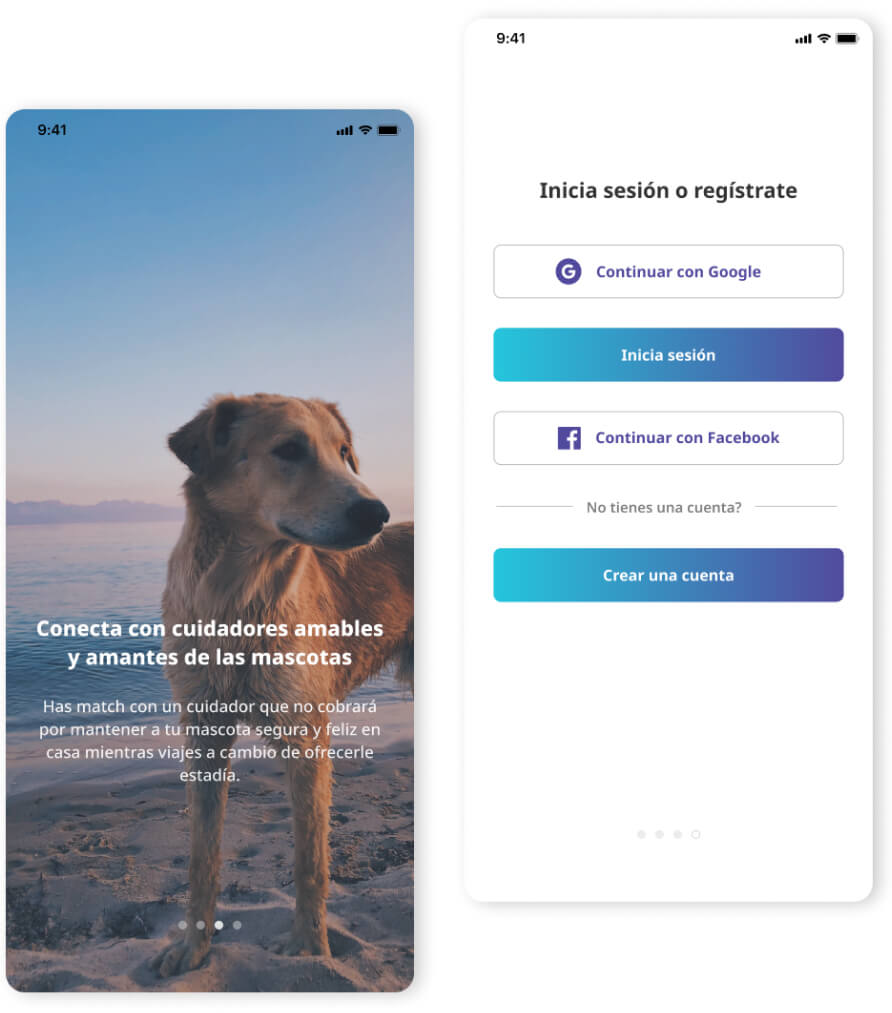 9:41
Conecta con cuidadores amables
y amantes de las mascotas
Has match con un cuidador que no cobrará
por mantener a tu mascota segura y feliz en
casa mientras viajes a cambio de ofrecerle
estadía.
9:41
Inicia sesión o regístrate
G Continuar con Google
Inicia sesión
f Continuar con Facebook
No tienes una cuenta?
Crear una cuenta